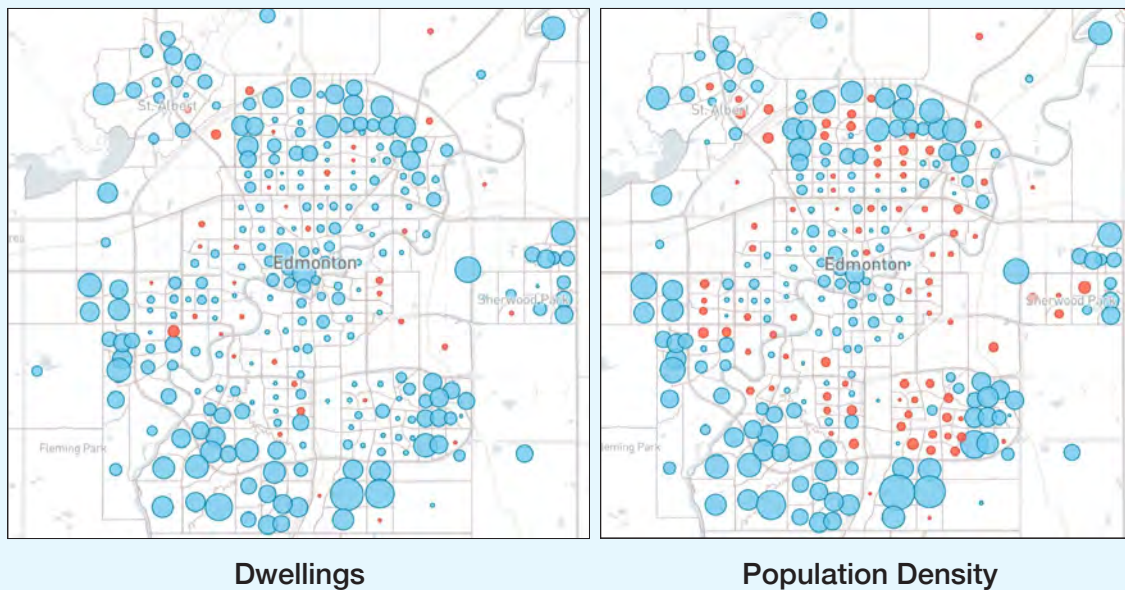 St. Albert
St. Albert
Edmonton
Edmonton
Sherwood Park
Sherwood Park
Fleming Park
Fleming Park
Dwellings
Population Density